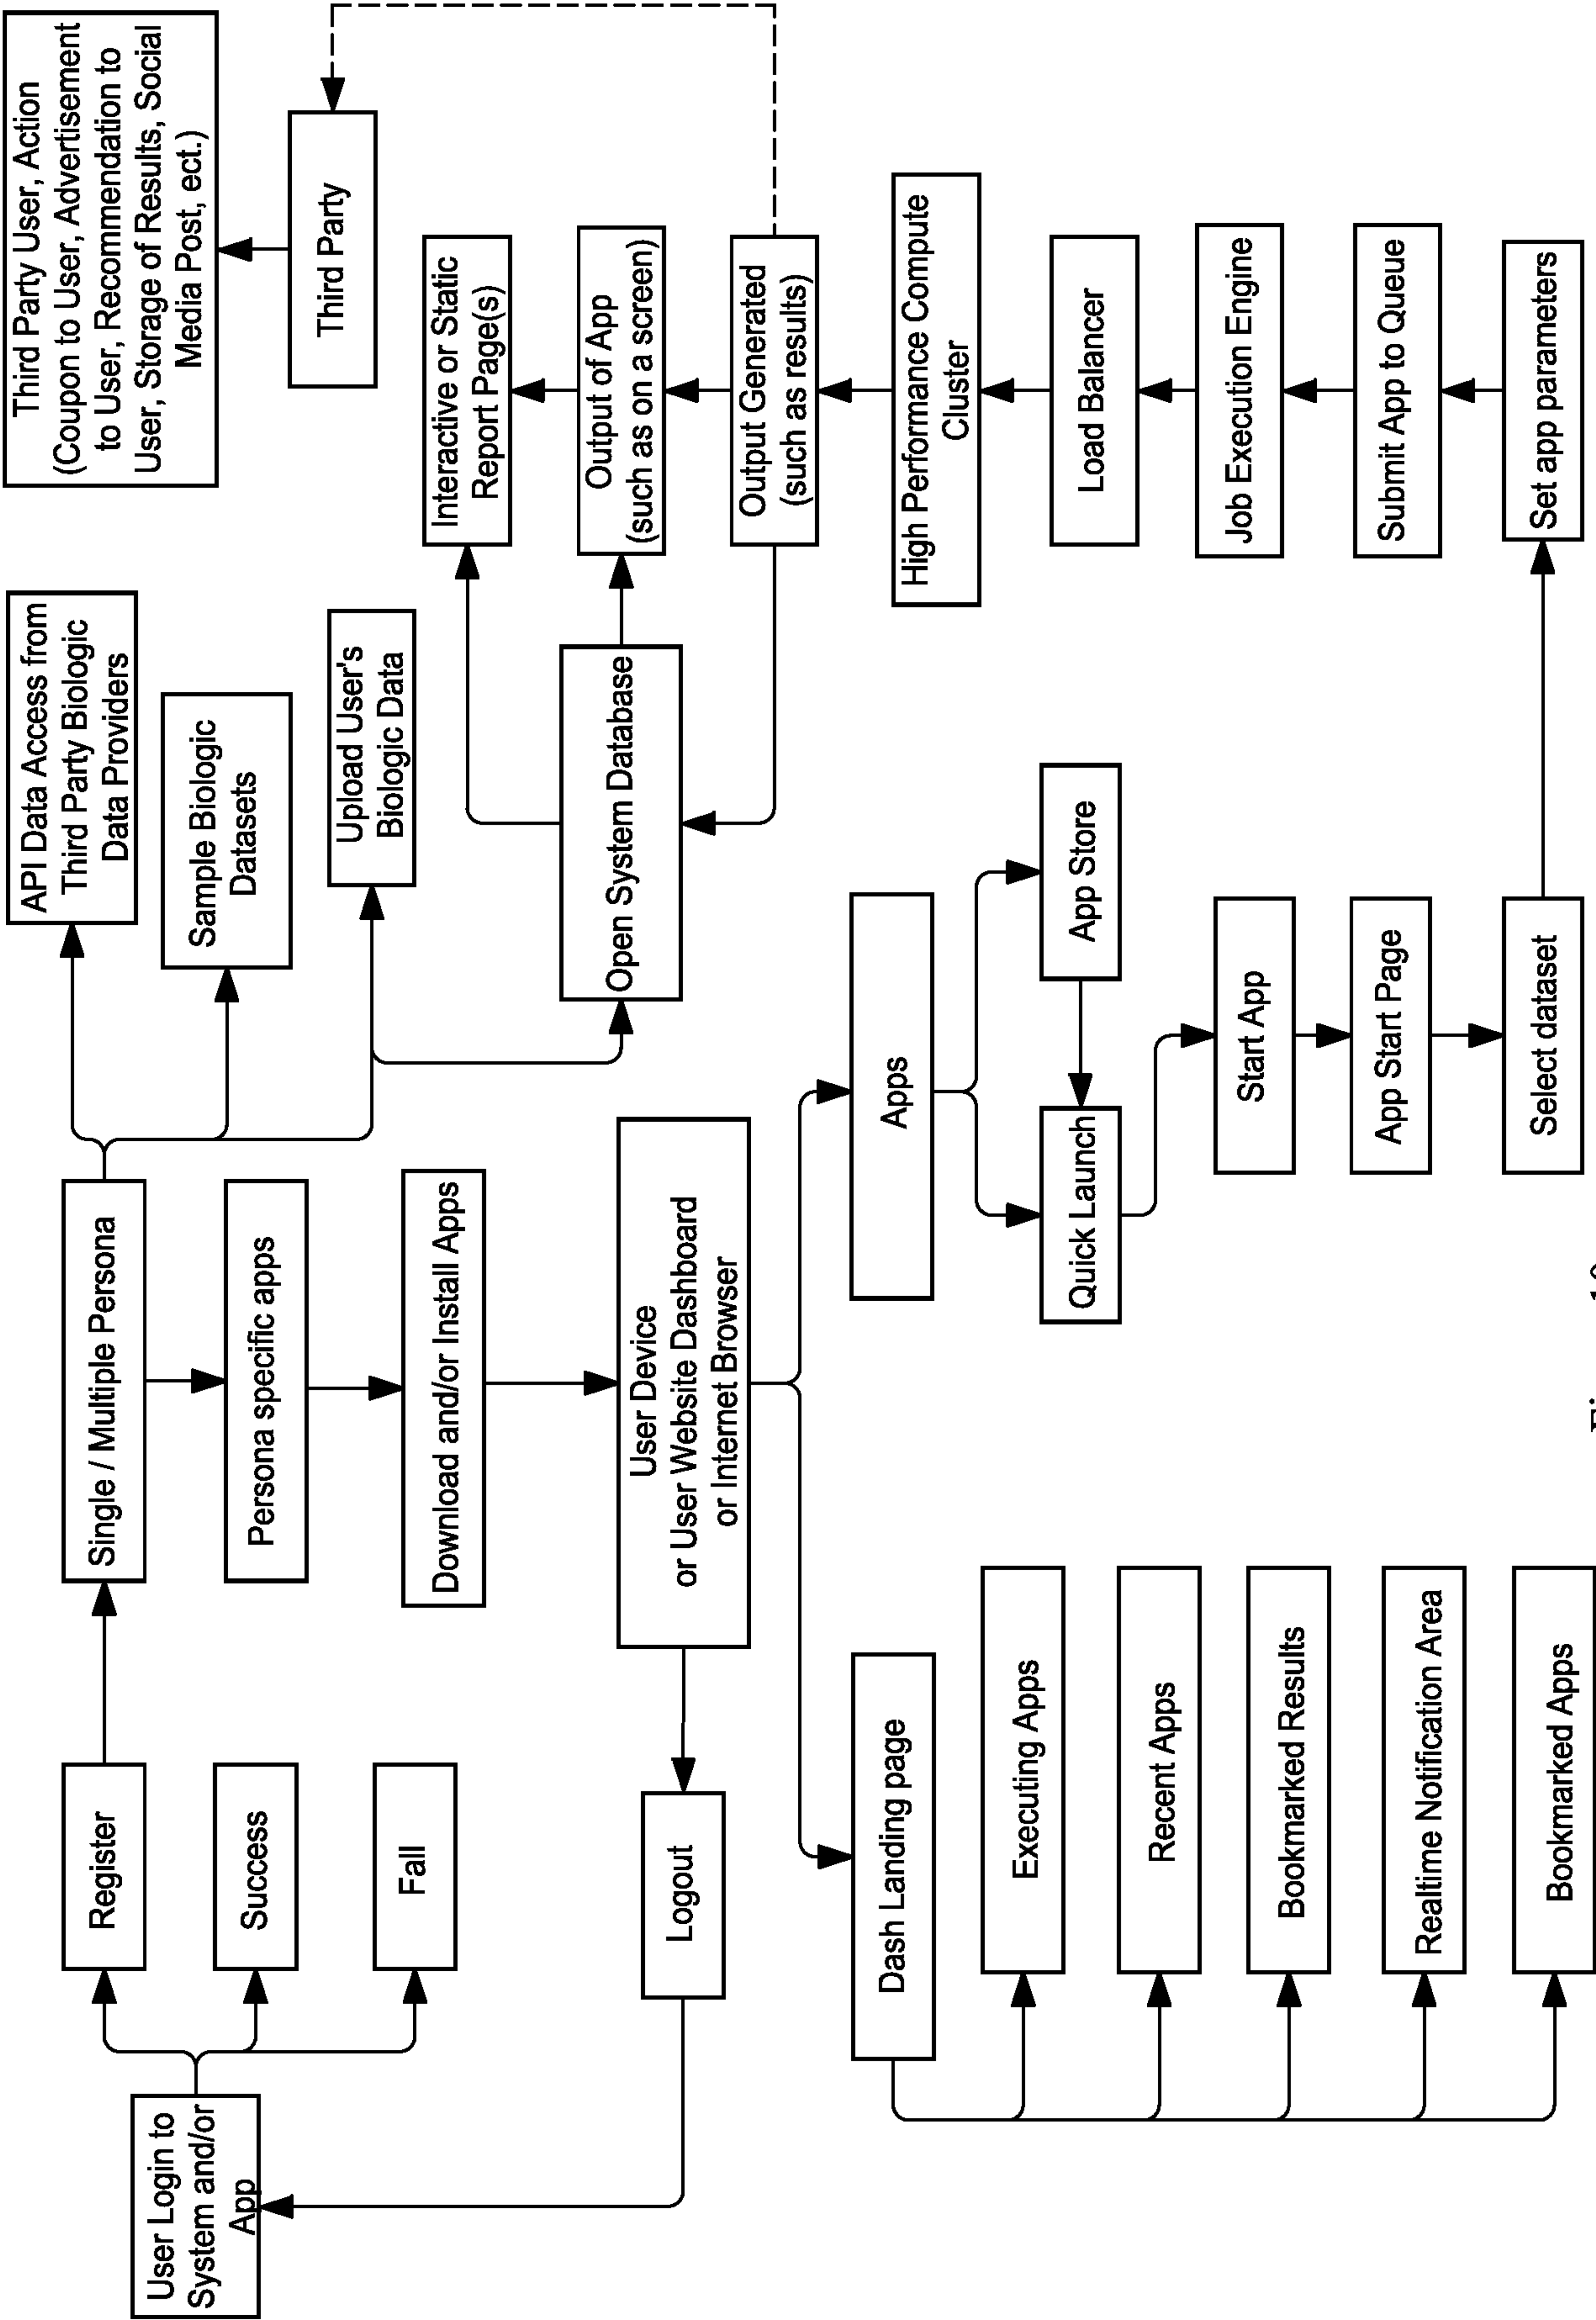 User Login to
System and/or
App
Register
Success
Fall
Single / Multiple Persona
Persona specific apps
Download and/or Install Apps
API Data Access from
Third Party Biologic
Data Providers
Sample Biologic
Datasets
Upload User's
Biologic Data
Open System Database
Third Party User, Action
(Coupon to User, Advertisement
to User, Recommendation to
User, Storage of Results, Social
Media Post, ect.)
Third Party
Interactive or Static
Report Page(s)
Output of App
(such as on a screen)
Output Generated
(such as results)
High Performance Compute
Cluster
Load Balancer
Job Execution Engine
Submit App to Queue
Set app parameters
User Device
or User Website Dashboard
or Internet Browser
Logout
Dash Landing page
Executing Apps
Recent Apps
Bookmarked Results
Realtime Notification Area
Bookmarked Apps
Apps
App Store
Quick Launch
Start App
App Start Page
Select dataset